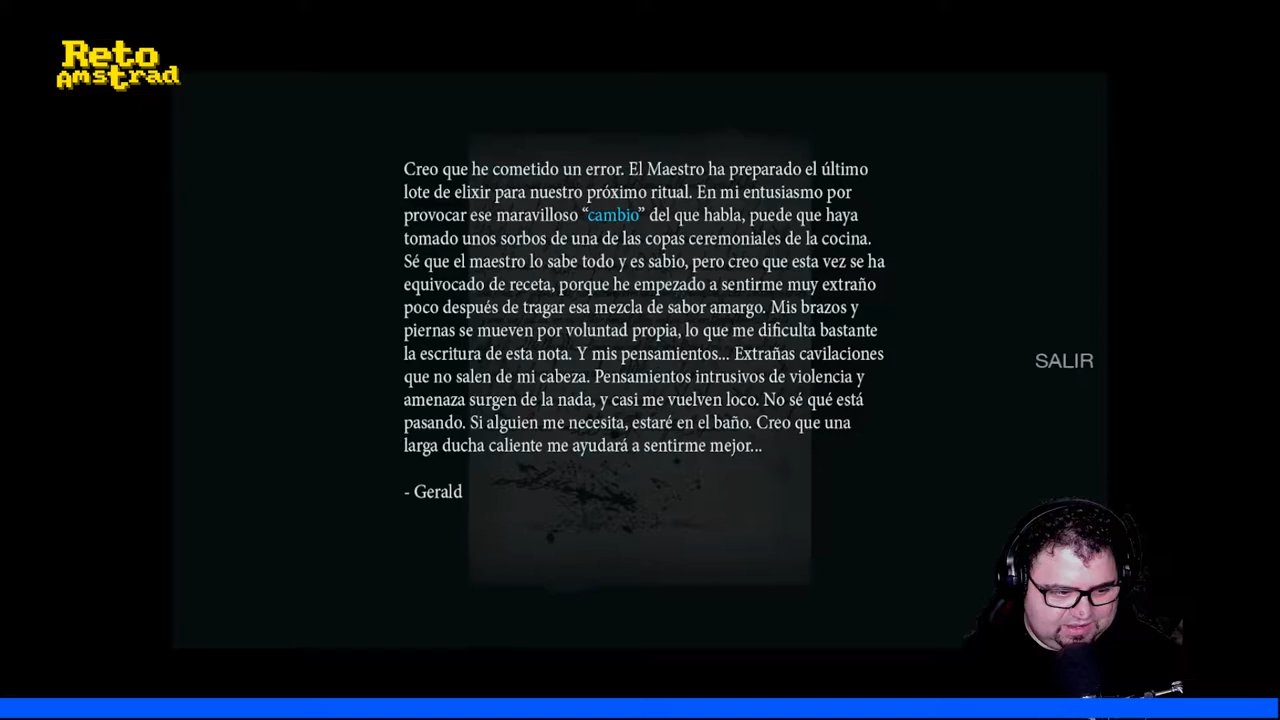 Reto
Amstrad
Creo que he cometido un error. El Maestro ha preparado el último
lote de elixir para nuestro próximo ritual. En mi entusiasmo por
provocar ese maravilloso “cambio” del que habla, puede que haya
tomado unos sorbos de una de las copas ceremoniales de la cocina.
Sé que el maestro lo sabe todo y es sabio, pero creo que esta vez se ha
equivocado de receta, porque he empezado a sentirme muy extraño
poco después de tragar esa mezcla de sabor amargo. Mis brazos y
piernas se mueven por voluntad propia, lo que me dificulta bastante
la escritura de esta nota. Y mis pensamientos... Extrañas cavilaciones
que no salen de mi cabeza. Pensamientos intrusivos de violencia y
amenaza surgen de la nada, y casi me vuelven loco. No sé qué está
pasando. Si alguien me necesita, estaré en el baño. Creo que una
larga ducha caliente me ayudará a sentirme mejor...
- Gerald
SALIR